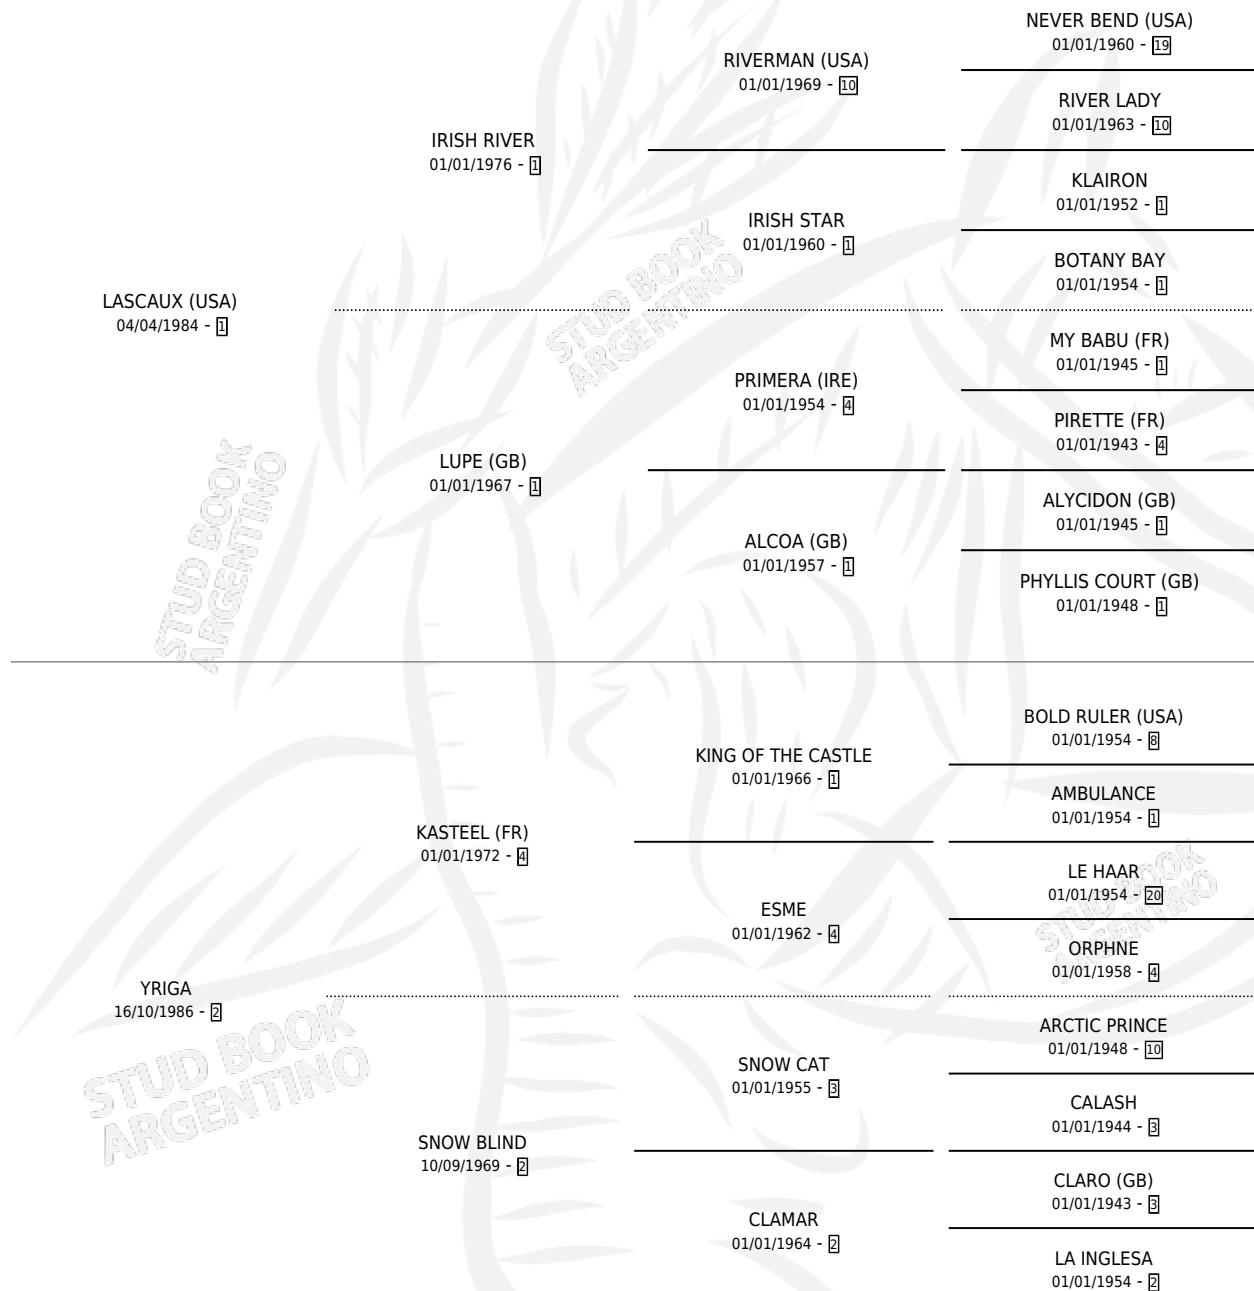 NEVER BEND (USA)
01/01/1960 - 19
RIVERMAN (USA)
01/01/1969 - 10
RIVER LADY
01/01/1963 - 10
IRISH RIVER
01/01/1976 - 1
KLAIRON
01/01/1952 - 1
IRISH STAR
01/01/1960 - 1
BOTANY BAY
01/01/1954 - 1
LASCAUX (USA)
04/04/1984 - 1
STUD BOOK
ARGENTINO
MY BABU (FR)
01/01/1945 - 1
PRIMERA (IRE)
01/01/1954 - 4
PIRETTE (FR)
01/01/1943 - 4
LUPE (GB)
01/01/1967 - 1
ALYCIDON (GB)
01/01/1945 - 1
ALCOA (GB)
01/01/1957 - 1
PHYLLIS COURT (GB)
01/01/1948 - 1
STUD BOOK
ARGENTINO
BOLD RULER (USA)
01/01/1954 - 8
KING OF THE CASTLE
01/01/1966 - 1
AMBULANCE
01/01/1954 - 1
KASTEEL (FR)
01/01/1972 - 4
LE HAAR
01/01/1954 - 20
ESME
01/01/1962 - 4
STUD BOOK
ARGENTINO
ORPHNE
01/01/1958 - 4
YRIGA
16/10/1986 - 2
STUD BOOK
ARGENTINO
ARCTIC PRINCE
01/01/1948 - 10
SNOW CAT
01/01/1955 - 3
CALASH
01/01/1944 - 3
SNOW BLIND
10/09/1969 - 2
CLARO (GB)
01/01/1943 - 3
CLAMAR
01/01/1964 - 2
LA INGLESA
01/01/1954 - 2